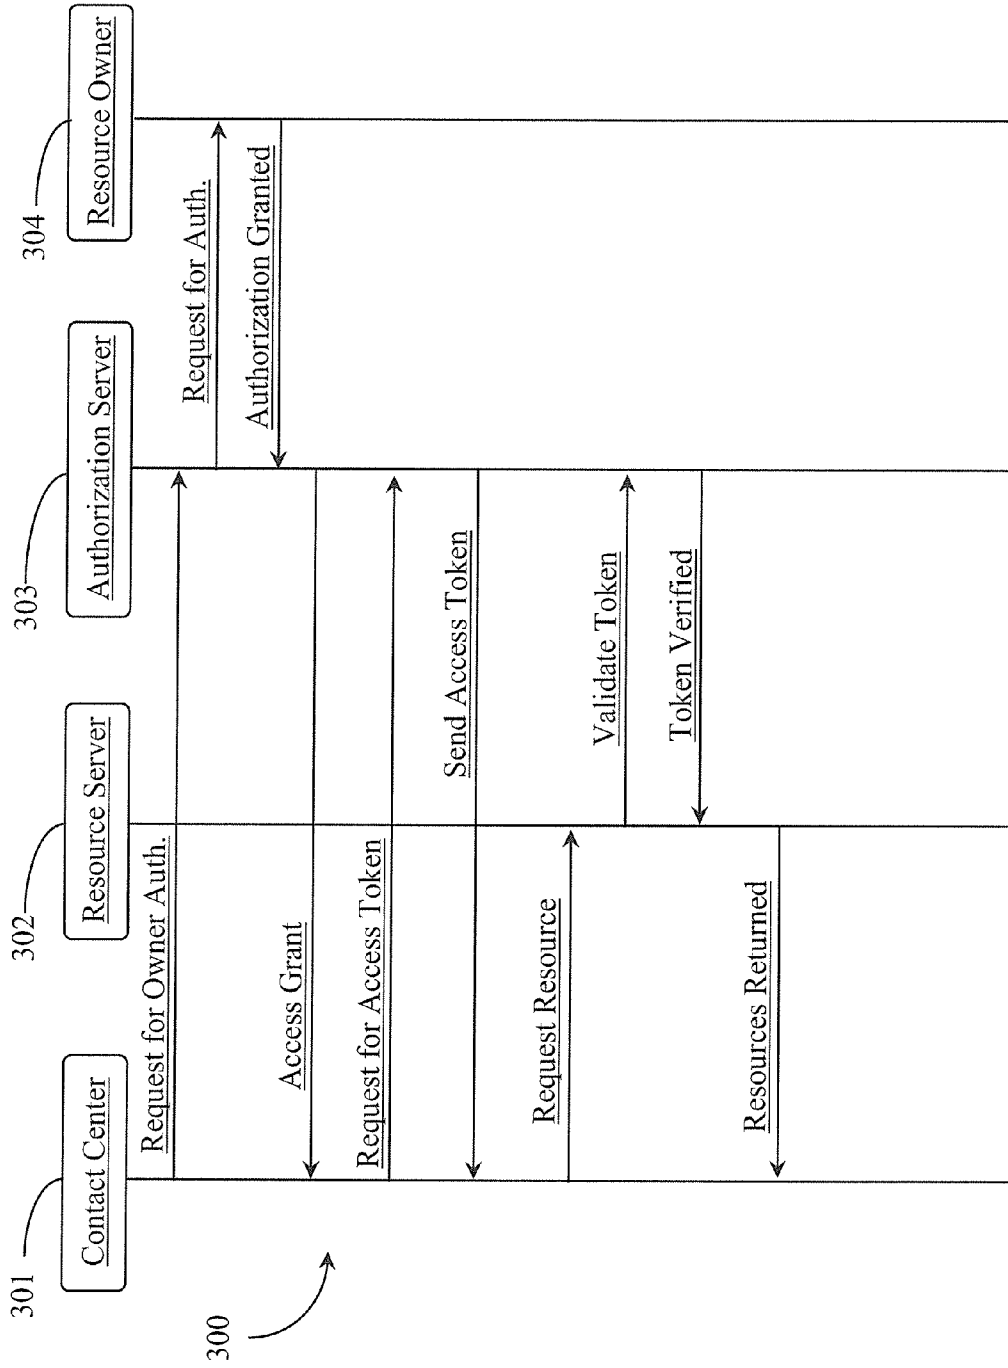 300
301
302
303
304
Contact Center
Resource Server
Authorization Server
Resource Owner
Request for Owner Auth.
Request for Auth.
Authorization Granted
Access Grant
Request for Access Token
Send Access Token
Request Resource
Validate Token
Token Verified
Resources Returned